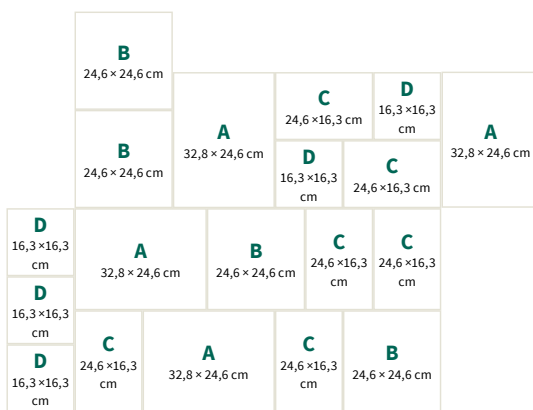 B
24,6 × 24,6 cm
B
24,6 × 24,6 cm
A
32,8 × 24,6 cm
C
24,6 ×16,3 cm
D
16,3 ×16,3
cm
D
16,3 ×16,3
cm
C
24,6 ×16,3 cm
A
32,8 × 24,6 cm
D
16,3 ×16,3
cm
A
32,8 × 24,6 cm
B
24,6 × 24,6 cm
C
24,6 ×16,3
cm
C
24,6 ×16,3
cm
D
16,3 ×16,3
cm
D
16,3 ×16,3
cm
C
24,6 ×16,3
cm
A
32,8 × 24,6 cm
C
24,6 ×16,3
cm
B
24,6 × 24,6 cm